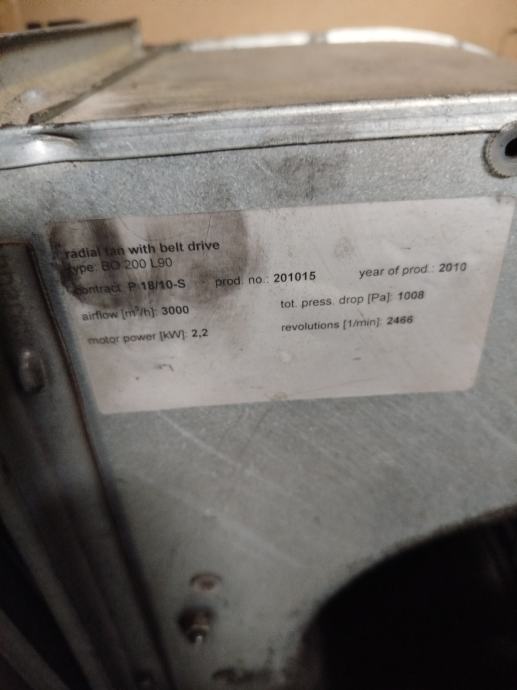 radial fan with belt drive
type: BO 200 L90
contract: P 18/10-S prod. no.: 201015 year of prod.: 2010
airflow [m³/h]: 3000 tot. press. drop [Pa]: 1008
motor power [kW]: 2,2 revolutions [1/min]: 2466